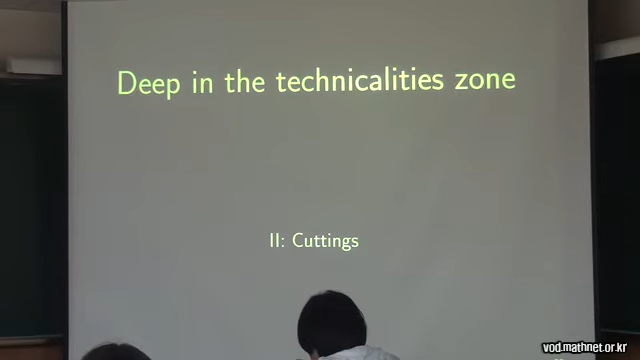 Deep in the technicalities zone
II: Cuttings
vod.mathnet.or.kr